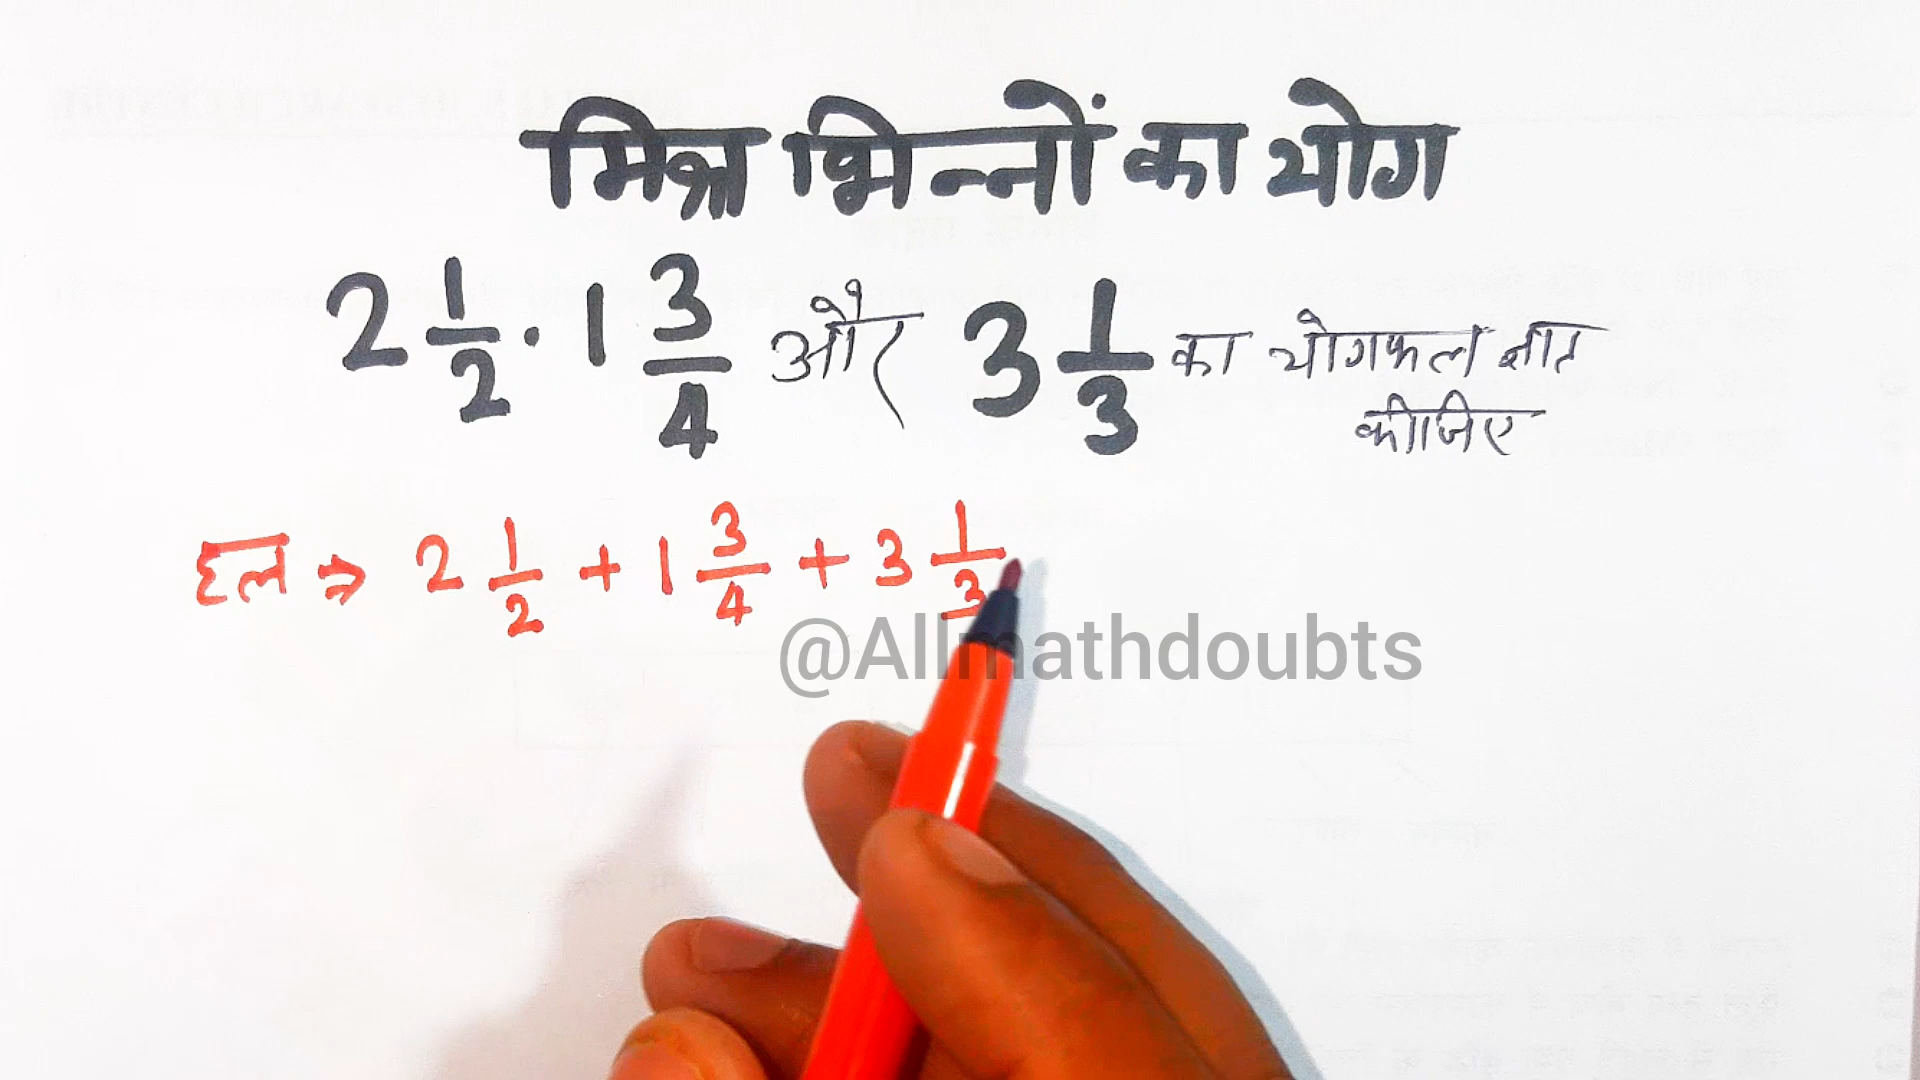 मिश्र भिन्नों का योग
2 1/2 . 1 3/4 और 3 1/3 का योगफल ज्ञात
कीजिए
हल ⇒ 2 1/2 + 1 3/4 + 3 1/3
@Allmathdoubts